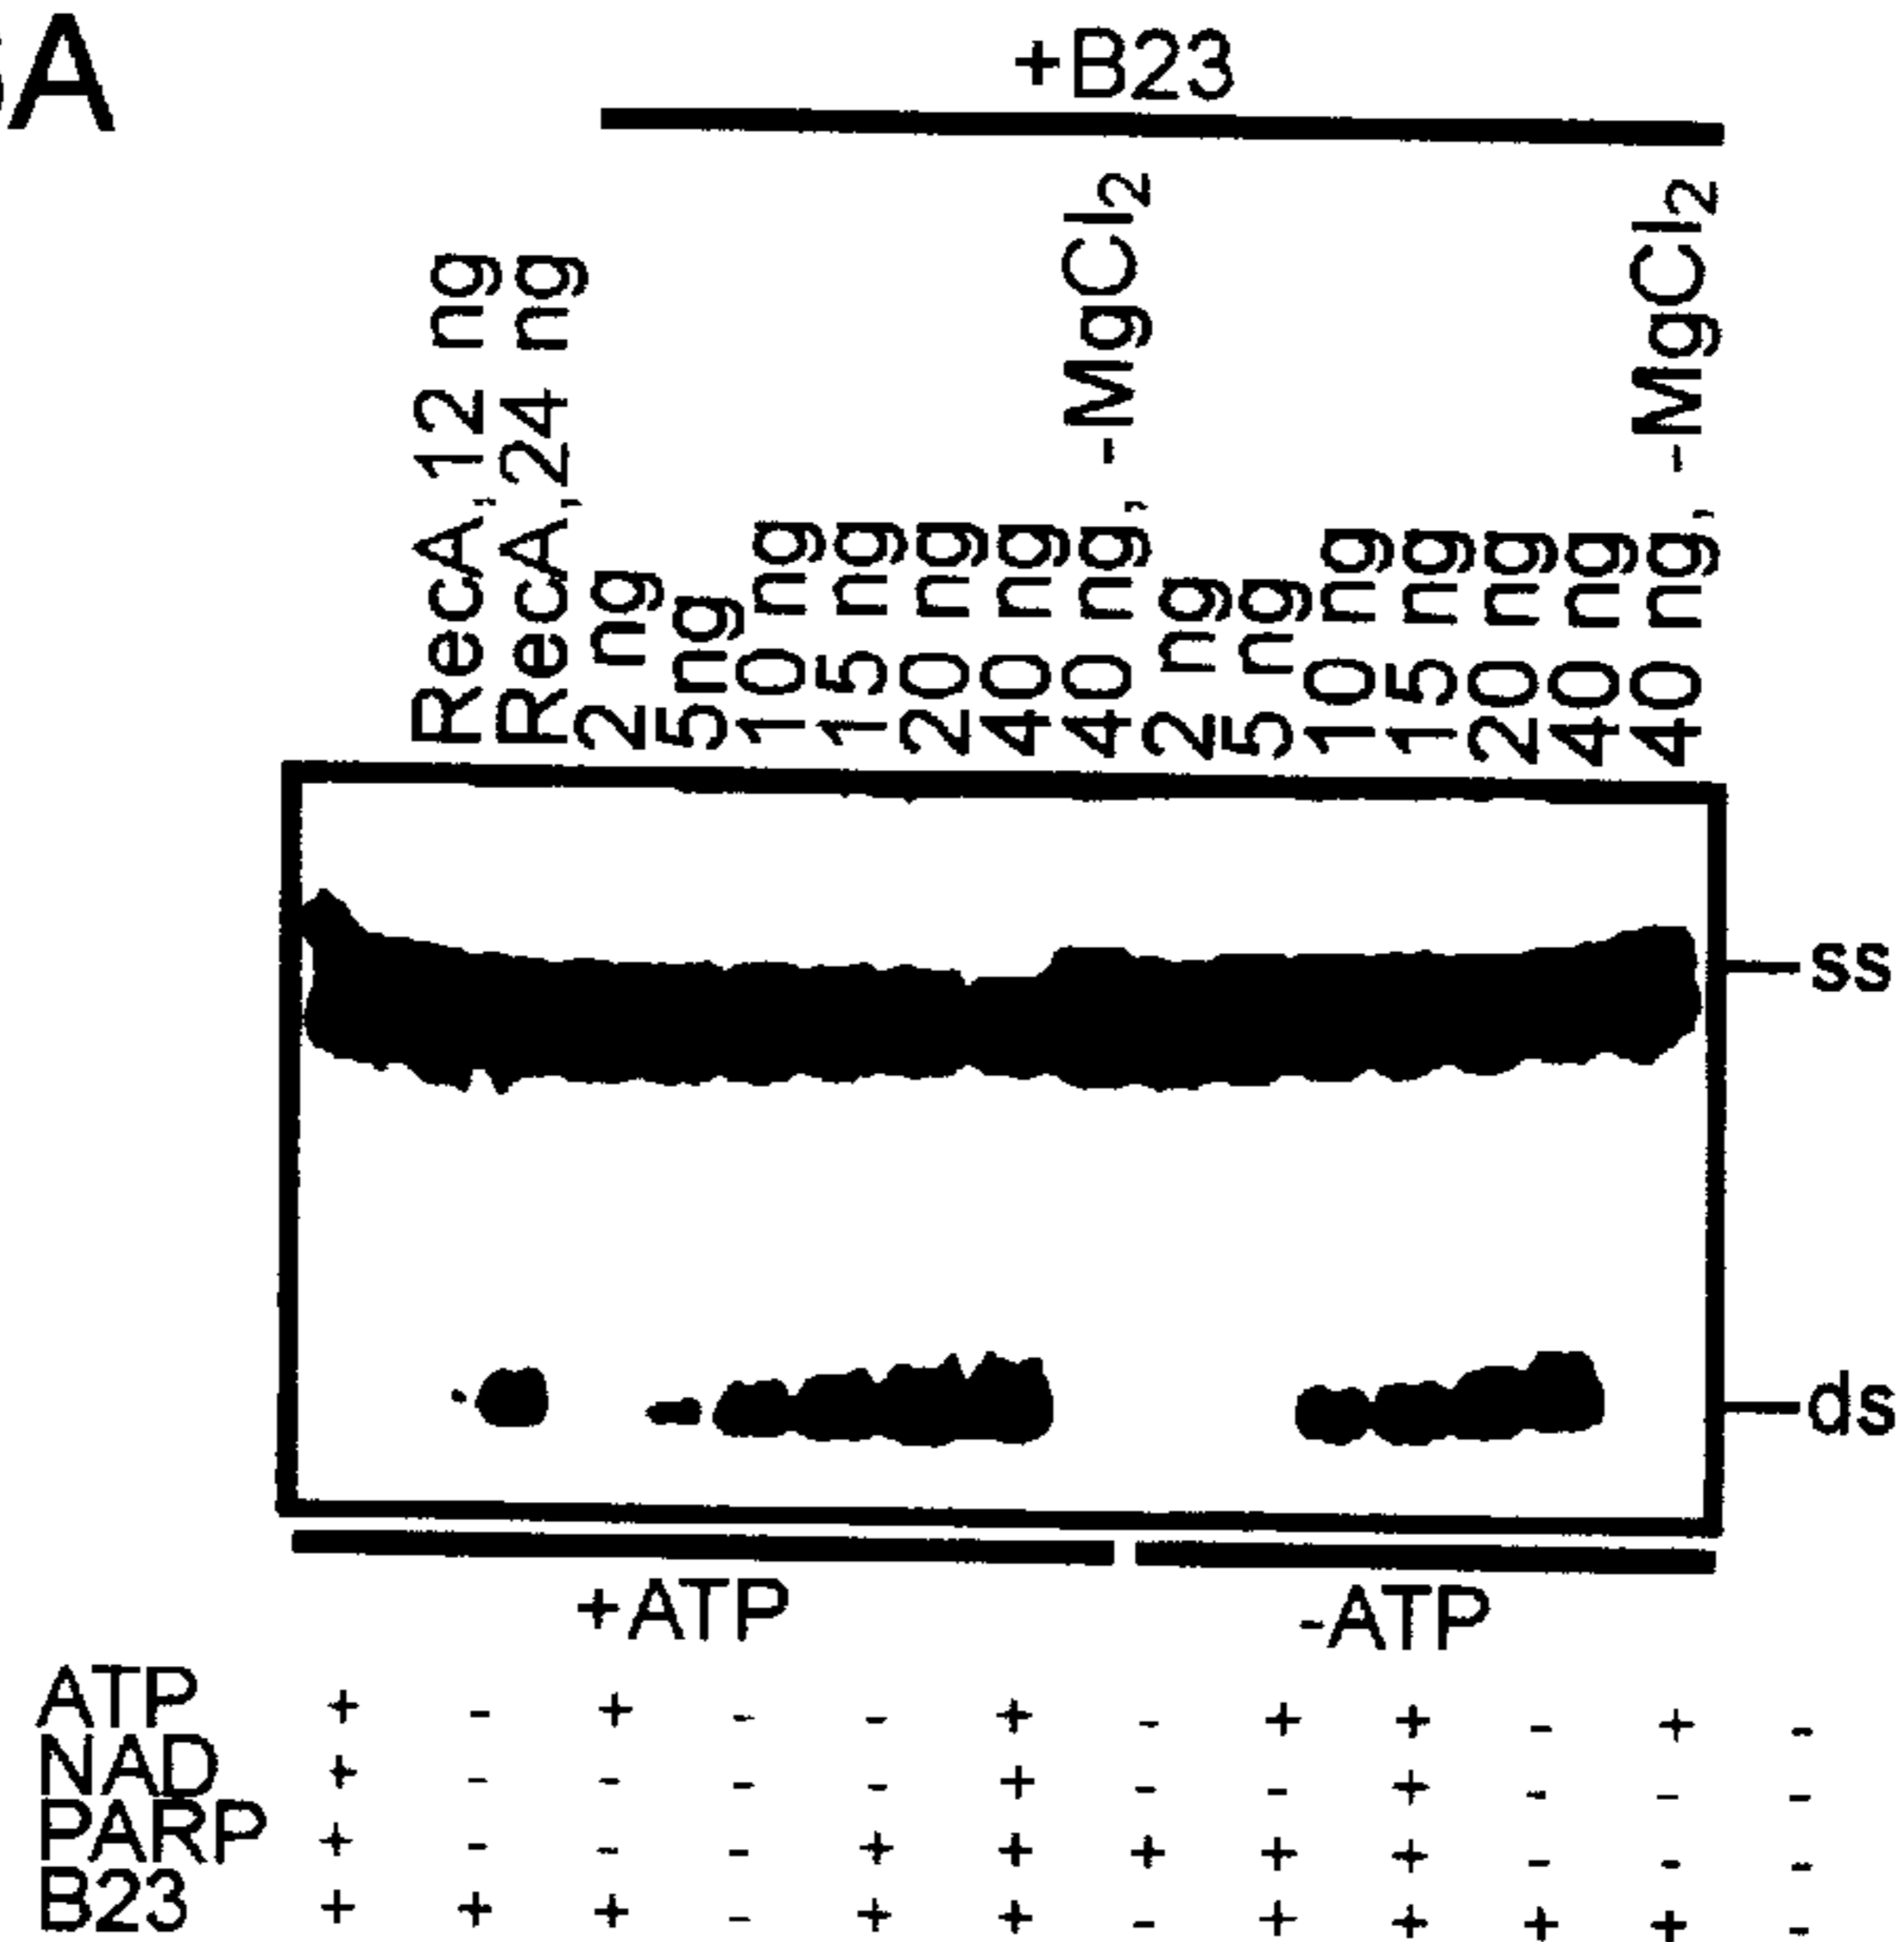 A
+B23
RecA, 12 ng
RecA, 24 ng
2 ng
5 ng
10 ng
15 ng
20 ng
40 ng
40 ng, -MgCl₂
2 ng
5 ng
10 ng
15 ng
20 ng
40 ng
40 ng, -MgCl₂
ss
ds
+ATP -ATP
ATP + - + - - + - + + - + -
NAD + - - - - + - - + - - -
PARP + - - - + + + + + - - -
B23 + + + - + + - + + + + -